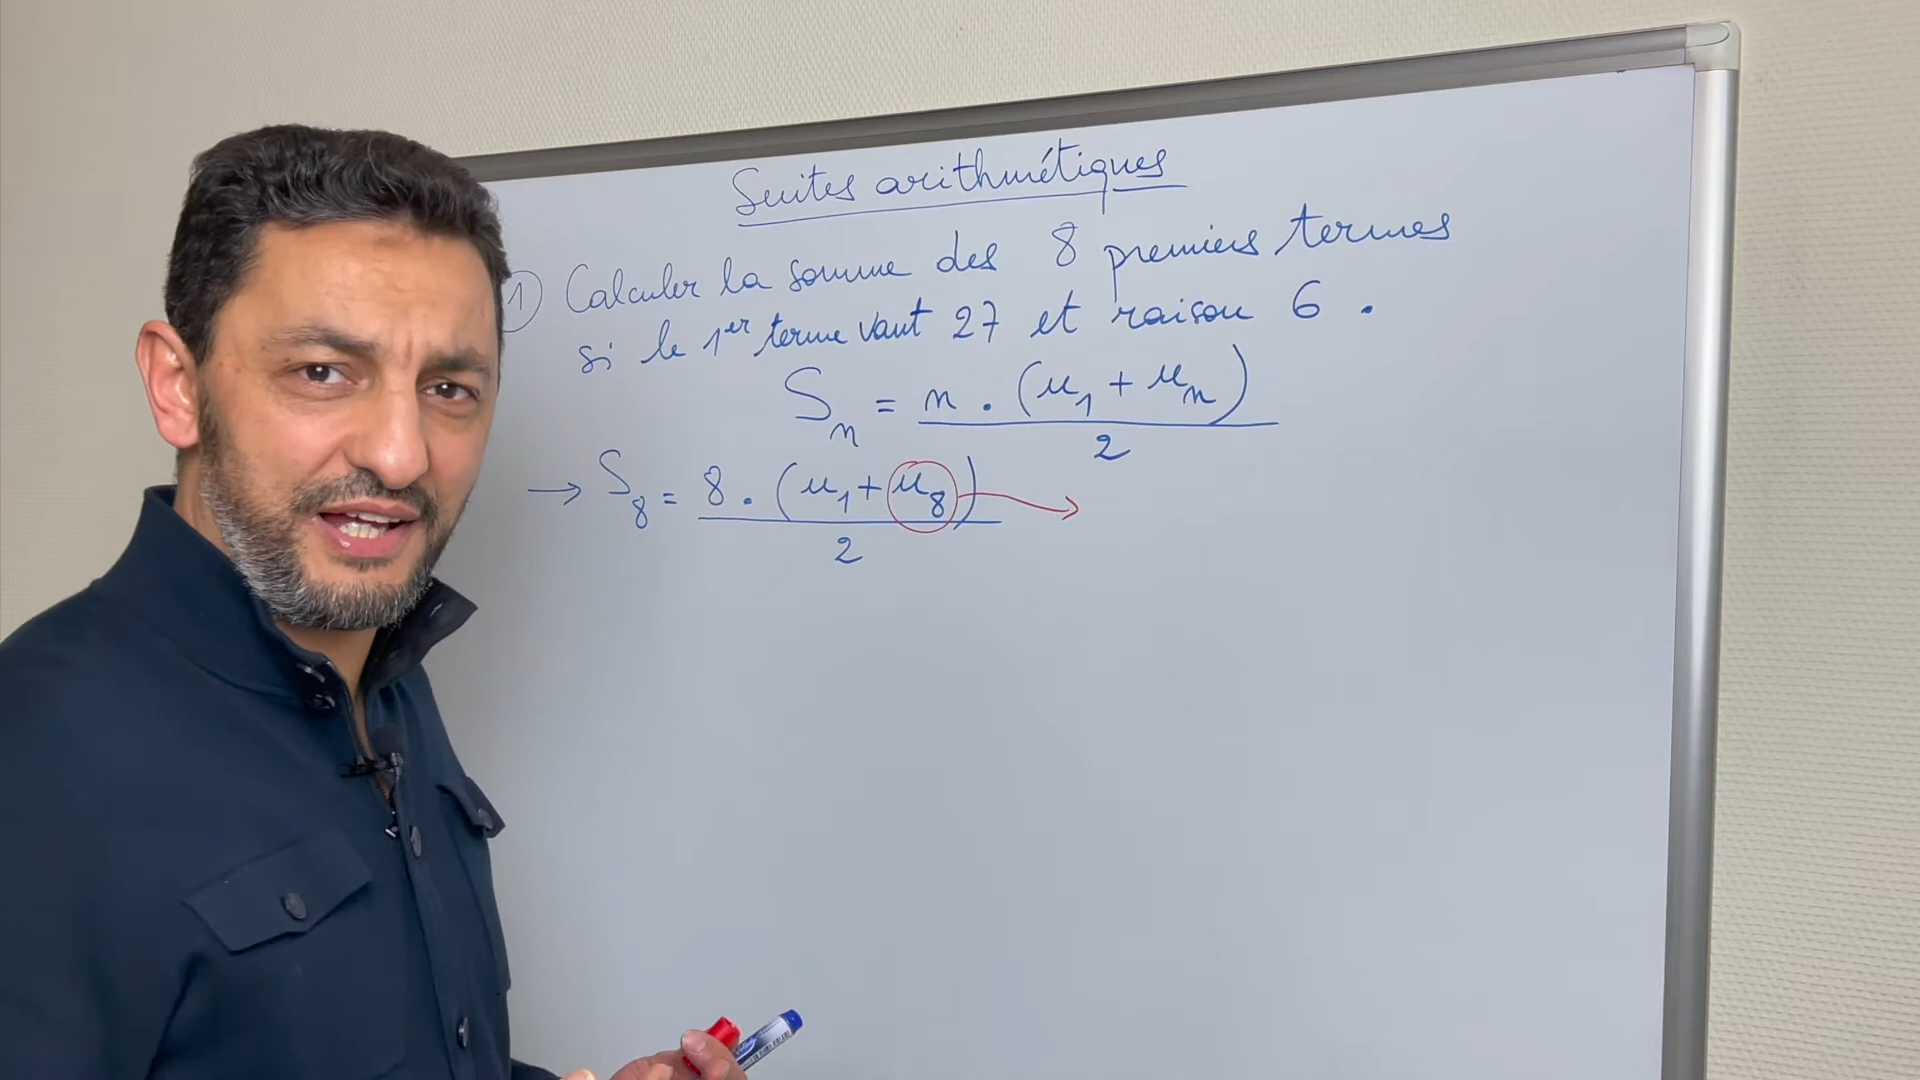 Suites arithmétiques
1) Calculer la somme des 8 premiers termes
si le 1er terme vaut 27 et raison 6.
Sn = n . (u1 + un) / 2
→ S8 = 8 . (u1 + u8) / 2 →